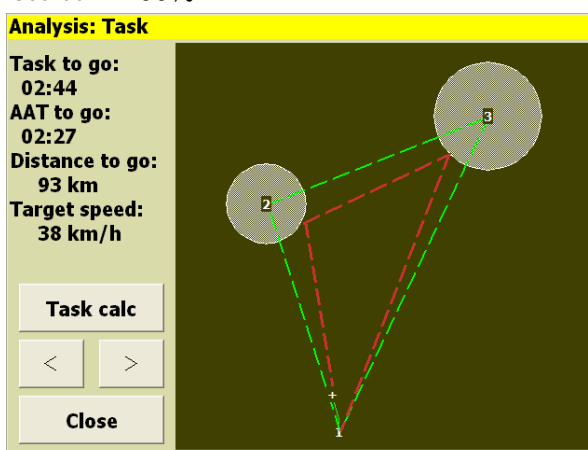 Analysis: Task
Task to go:
02:44
AAT to go:
02:27
Distance to go:
93 km
Target speed:
38 km/h
Task calc
< >
Close
3
2
1